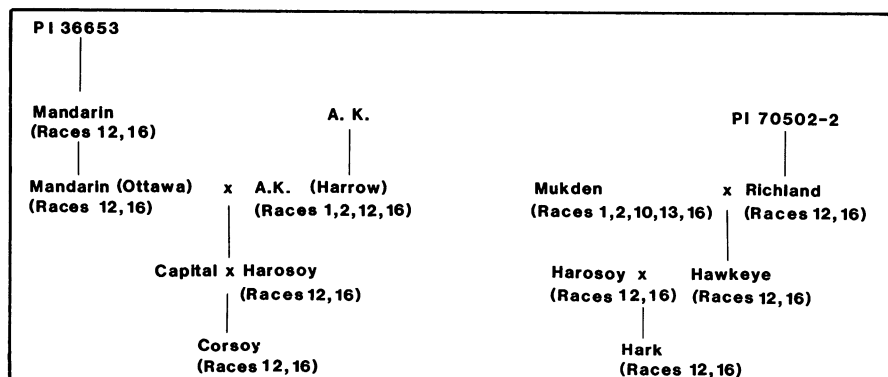 PI 36653
Mandarin
(Races 12, 16)
A. K.
PI 70502-2
Mandarin (Ottawa) x A.K. (Harrow)
(Races 12, 16) (Races 1,2,12,16)
Mukden x Richland
(Races 1,2,10,13,16) (Races 12, 16)
Capital x Harosoy
(Races 12, 16)
Harosoy x Hawkeye
(Races 12, 16) (Races 12, 16)
Corsoy
(Races 12, 16)
Hark
(Races 12, 16)